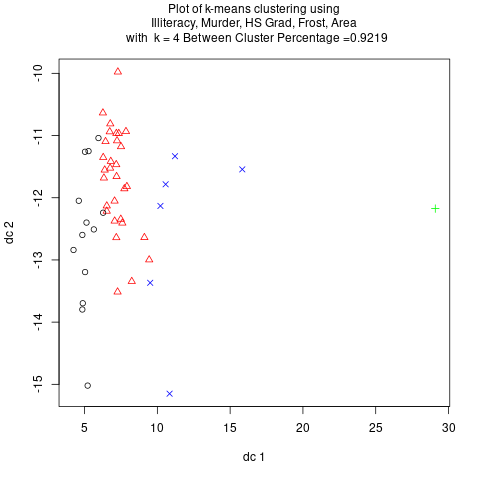 Plot of k-means clustering using
Illiteracy, Murder, HS Grad, Frost, Area
with  k = 4 Between Cluster Percentage =0.9219
-10
-11
-12
-13
-14
-15
dc 2
5
10
15
20
25
30
dc 1